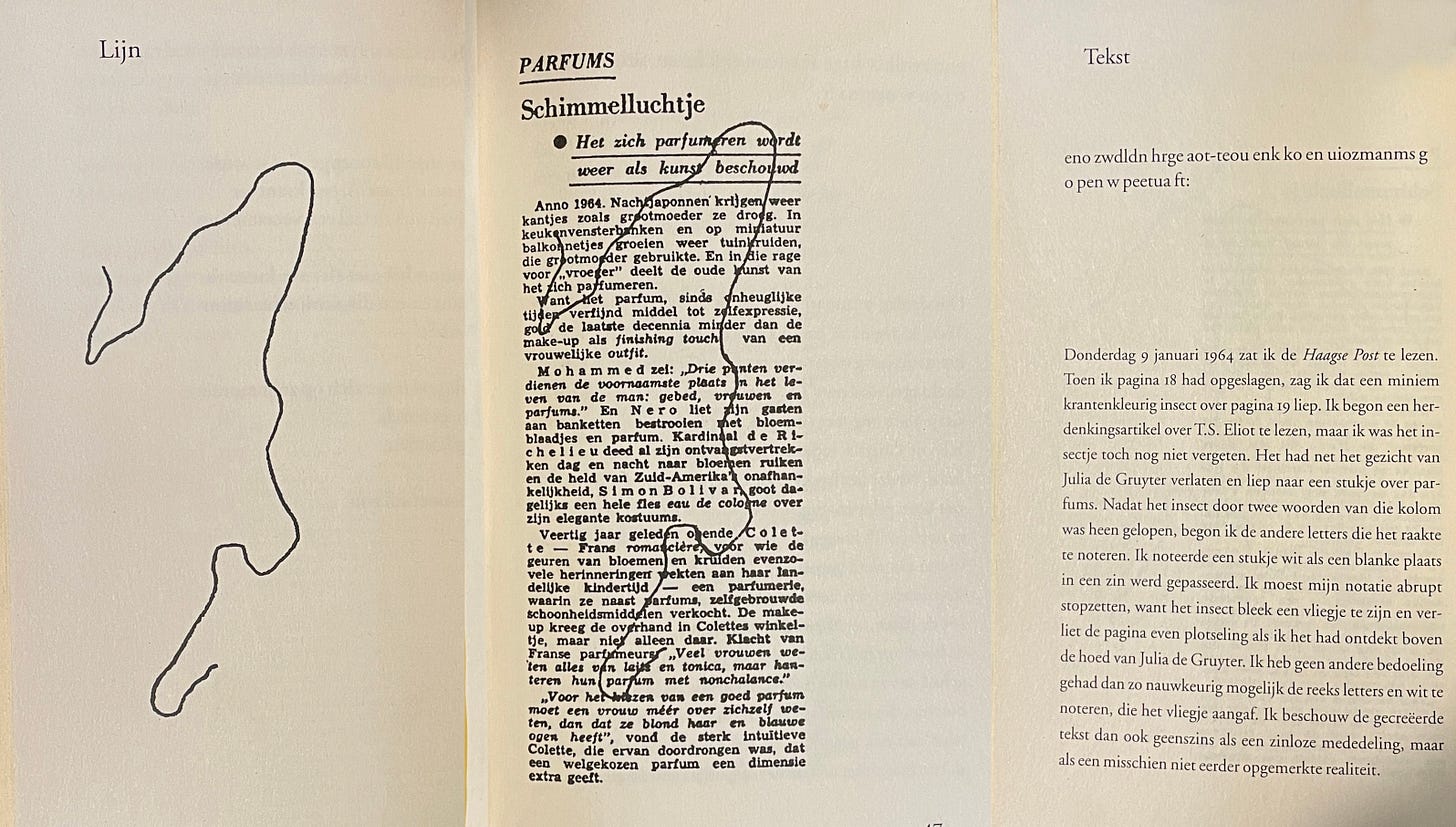 Lijn
PARFUMS
Schimmelluchtje
● Het zich parfumeren wordt
weer als kunst beschouwd
Anno 1964. Nachtjaponnen krijgen weer
kantjes zoals grootmoeder ze droeg. In
keukenvensterbanken en op miniatuur
balkonnetjes groeien weer tuinkruiden,
die grootmoeder gebruikte. En in die rage
voor „vroeger” deelt de oude kunst van
het zich parfumeren.
Want het parfum, sinds onheuglijke
tijden verfijnd middel tot zelfexpressie,
gold de laatste decennia minder dan de
make-up als finishing touch van een
vrouwelijke outfit.
Mohammed zei: „Drie punten ver-
dienen de voornaamste plaats in het le-
ven van de man: gebed, vrouwen en
parfums.” En Nero liet zijn gasten
aan banketten bestrooien met bloem-
blaadjes en parfum. Kardinaal de Ri-
chelieu deed al zijn ontvangstvertrek-
ken dag en nacht naar bloemen ruiken
en de held van Zuid-Amerika's onafhan-
kelijkheid, Simon Bolivar, goot da-
gelijks een hele fles eau de cologne over
zijn elegante kostuums.
Veertig jaar geleden opende Colet-
te — Frans romancière, voor wie de
geuren van bloemen en kruiden evenzo-
vele herinneringen wekten aan haar lan-
delijke kindertijd — een parfumerie,
waarin ze naast parfums, zelfgebrouwde
schoonheidsmiddelen verkocht. De make-
up kreeg de overhand in Colettes winkel-
tje, maar niet alleen daar. Klacht van
Franse parfumeurs: „Veel vrouwen we-
ten alles van laits en tonica, maar han-
teren hun parfum met nonchalance.”
„Voor het kiezen van een goed parfum
moet een vrouw méér over zichzelf we-
ten, dan dat ze blond haar en blauwe
ogen heeft”, vond de sterk intuïtieve
Colette, die ervan doordrongen was, dat
een welgekozen parfum een dimensie
extra geeft.
Tekst
eno zwdldn hrge aot-teou enk ko en uiozmanms g
o pen w peetua ft:
Donderdag 9 januari 1964 zat ik de Haagse Post te lezen.
Toen ik pagina 18 had opgeslagen, zag ik dat een miniem
krantenkleurig insect over pagina 19 liep. Ik begon een her-
denkingsartikel over T.S. Eliot te lezen, maar ik was het in-
sectje toch nog niet vergeten. Het had net het gezicht van
Julia de Gruyter verlaten en liep naar een stukje over par-
fums. Nadat het insect door twee woorden van die kolom
was heen gelopen, begon ik de andere letters die het raakte
te noteren. Ik noteerde een stukje wit als een blanke plaats
in een zin werd gepasseerd. Ik moest mijn notatie abrupt
stopzetten, want het insect bleek een vliegje te zijn en ver-
liet de pagina even plotseling als ik het had ontdekt boven
de hoed van Julia de Gruyter. Ik heb geen andere bedoeling
gehad dan zo nauwkeurig mogelijk de reeks letters en wit te
noteren, die het vliegje aangaf. Ik beschouw de gecreëerde
tekst dan ook geenszins als een zinloze mededeling, maar
als een misschien niet eerder opgemerkte realiteit.